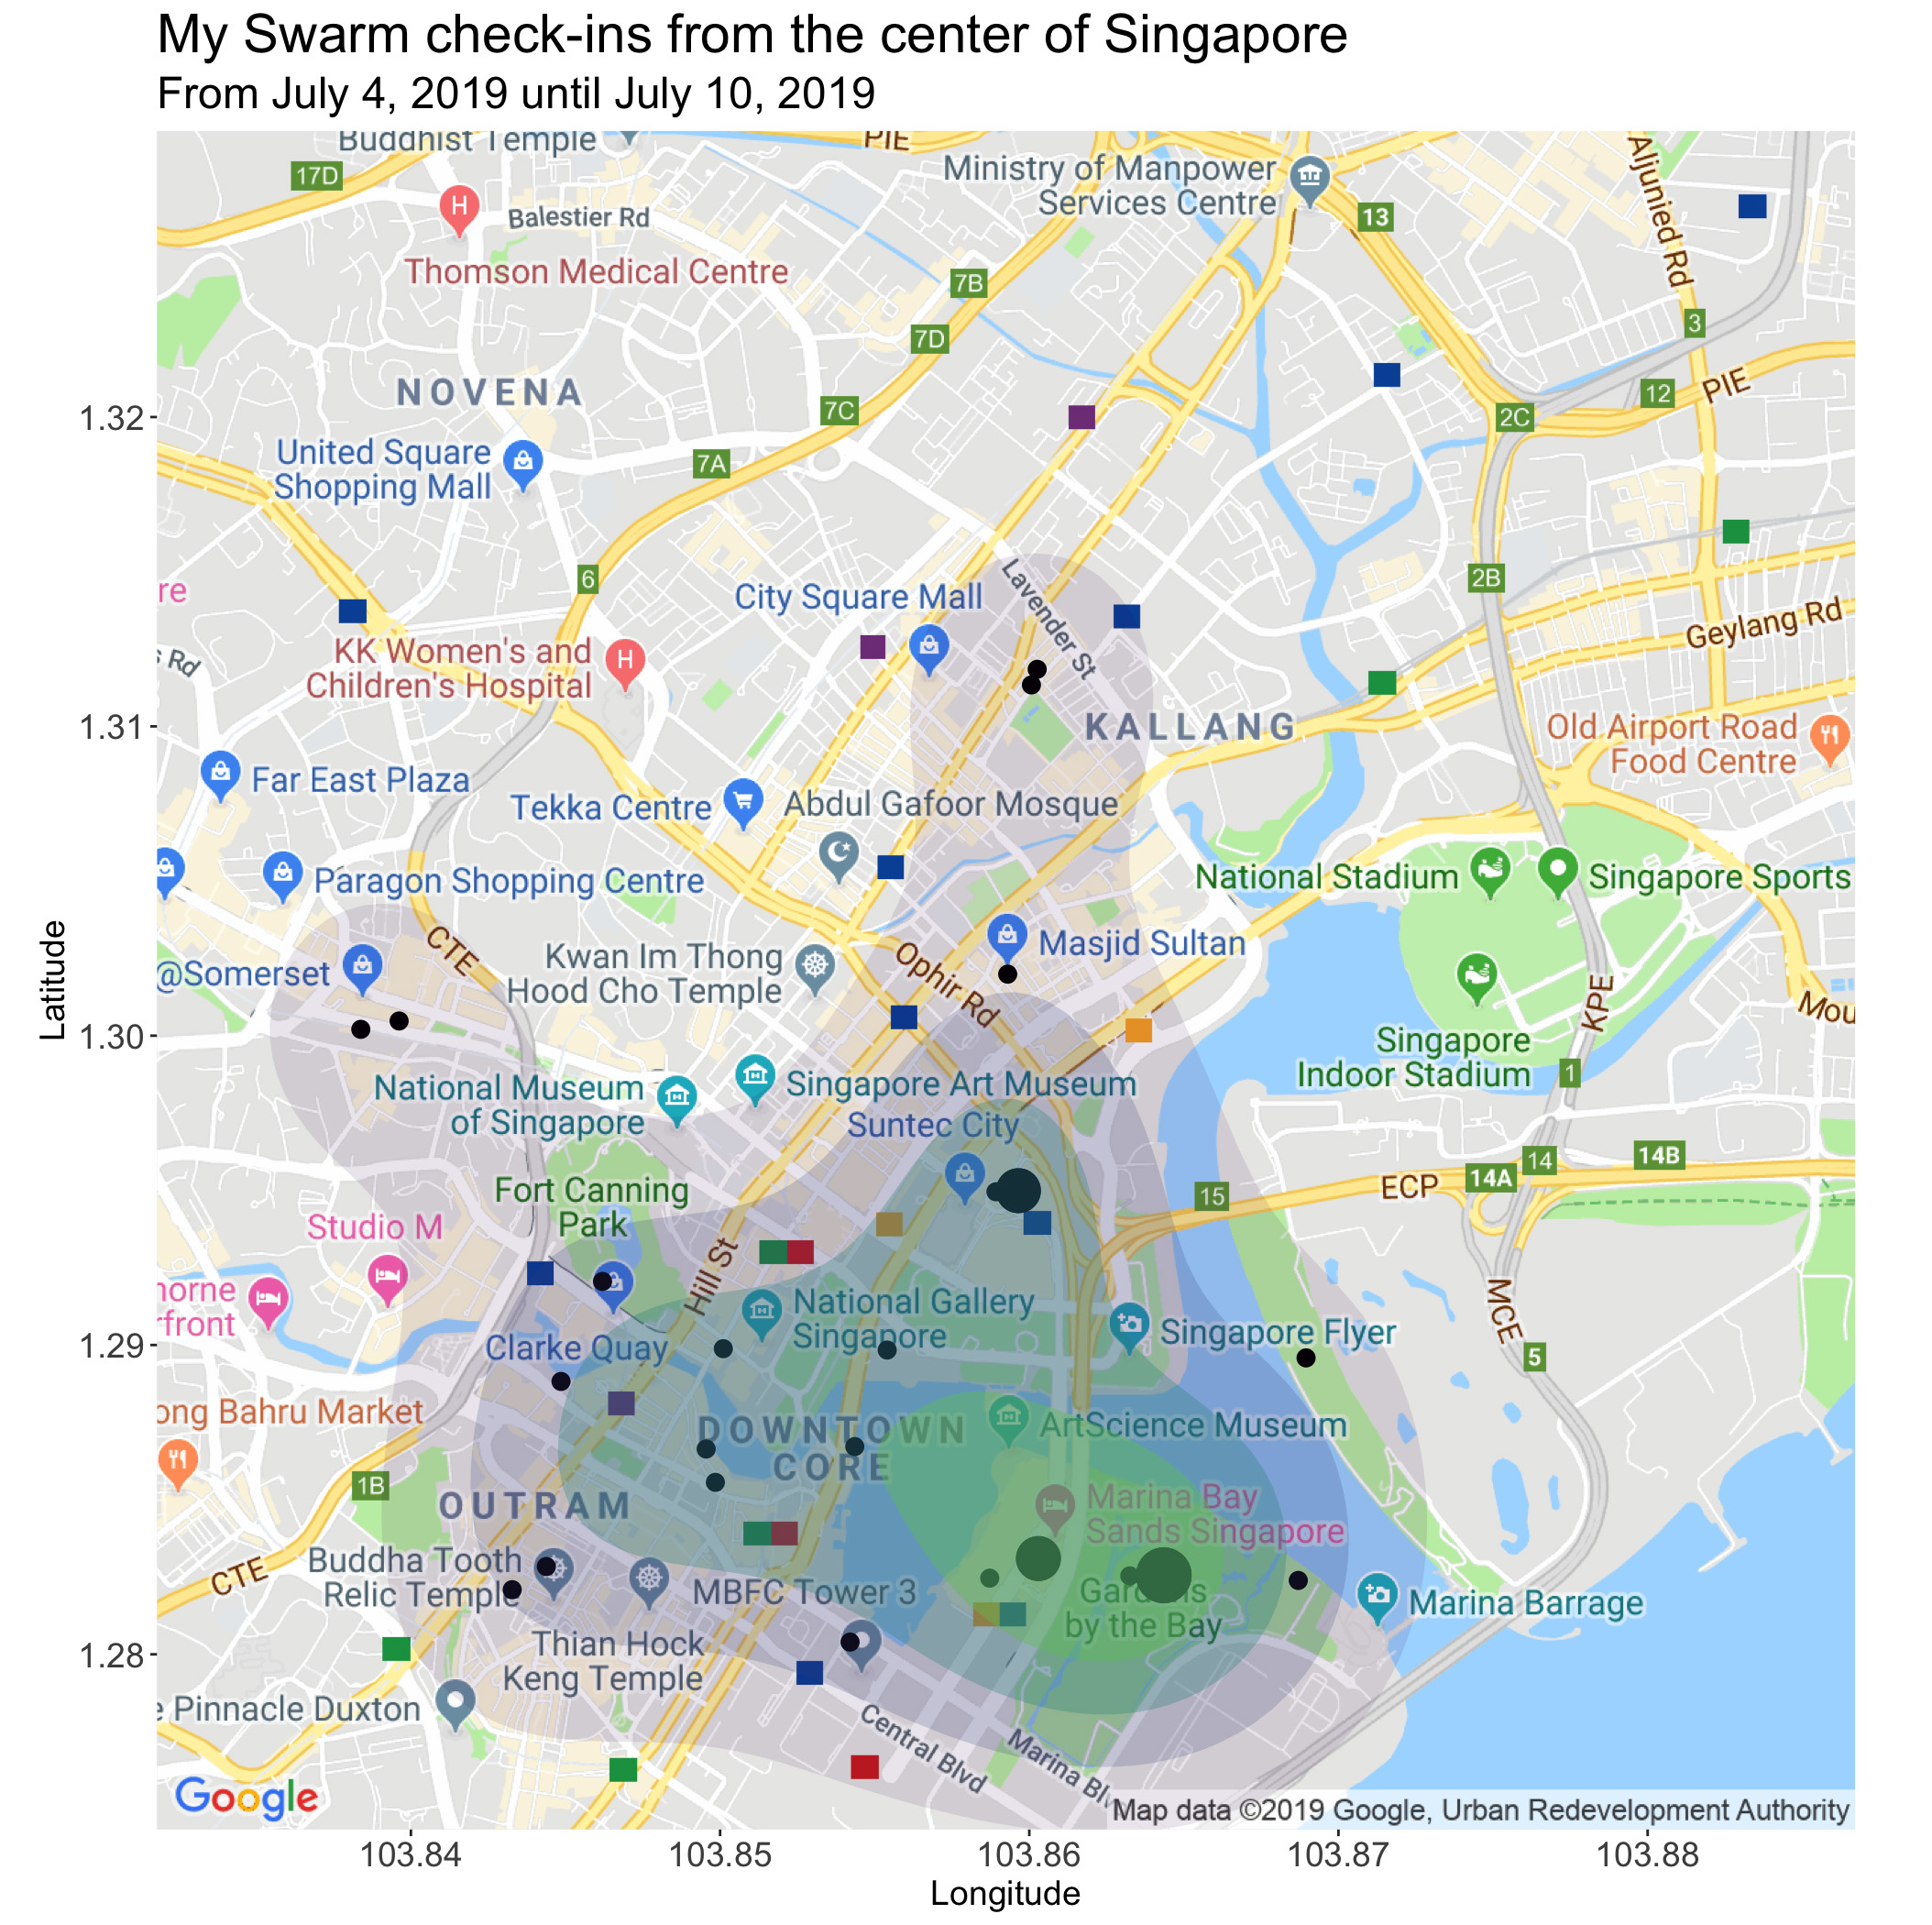 My Swarm check-ins from the center of Singapore
From July 4, 2019 until July 10, 2019
Buddhist Temple
PIE
17D
Ministry of Manpower
Services Centre
Aljunied Rd
Balestier Rd
13
Thomson Medical Centre
7B
3
7D
NOVENA
12
PIE
7C
2C
1.32
United Square
Shopping Mall
7A
Lavender St
6
2B
re
City Square Mall
Geylang Rd
s Rd
KK Women's and
Children's Hospital
1.31
KALLANG
Old Airport Road
Food Centre
Far East Plaza
Tekka Centre
Abdul Gafoor Mosque
Paragon Shopping Centre
National Stadium
Singapore Sports
CTE
Kwan Im Thong
Hood Cho Temple
Ophir Rd
Masjid Sultan
@Somerset
KPE
Mou
Latitude
1.30
Singapore
Indoor Stadium
1
National Museum
of Singapore
Singapore Art Museum
Suntec City
14
14B
14A
ECP
15
Fort Canning
Park
Studio M
Hill St
horne
rfront
National Gallery
Singapore
MCE
1.29
Clarke Quay
Singapore Flyer
5
ong Bahru Market
DOWNTOWN
CORE
ArtScience Museum
1B
OUTRAM
Marina Bay
Sands Singapore
CTE
Buddha Tooth
Relic Temple
MBFC Tower 3
Gardens
by the Bay
Marina Barrage
1.28
Thian Hock
Keng Temple
e Pinnacle Duxton
Central Blvd
Marina Blv
Google
Map data ©2019 Google, Urban Redevelopment Authority
103.84
103.85
103.86
103.87
103.88
Longitude